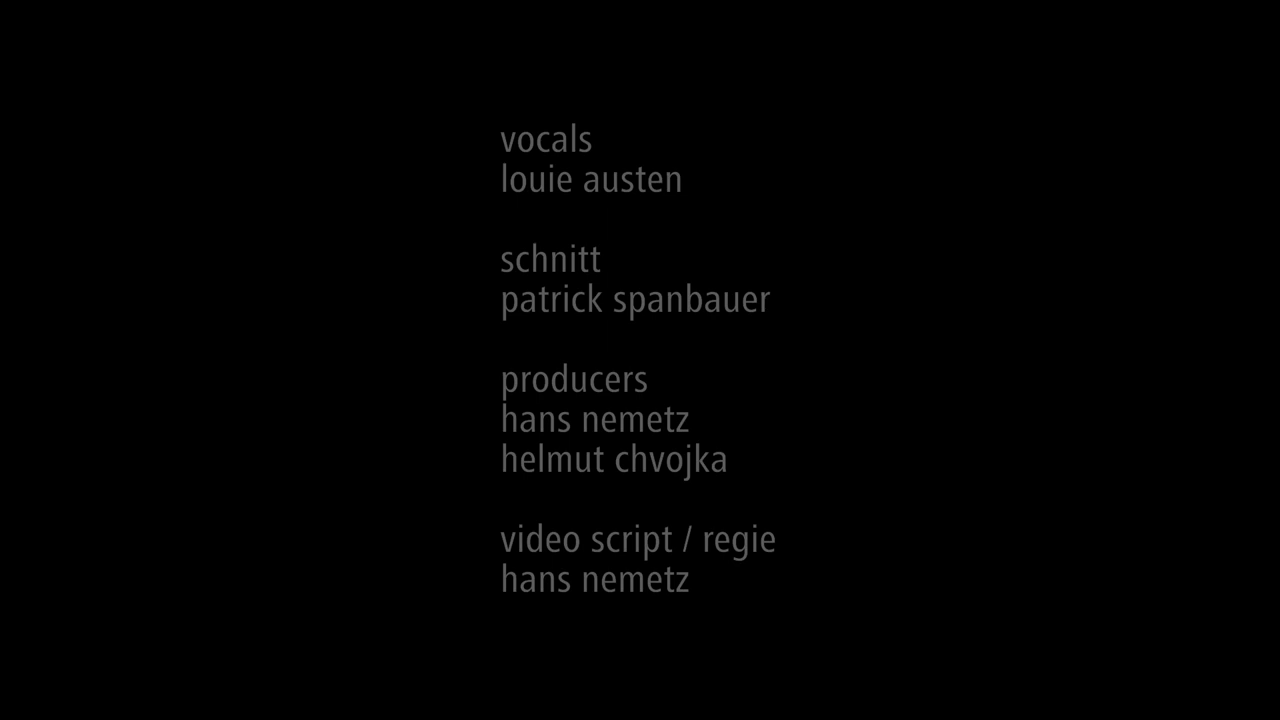 vocals
louie austen
schnitt
patrick spanbauer
producers
hans nemetz
helmut chvojka
video script / regie
hans nemetz